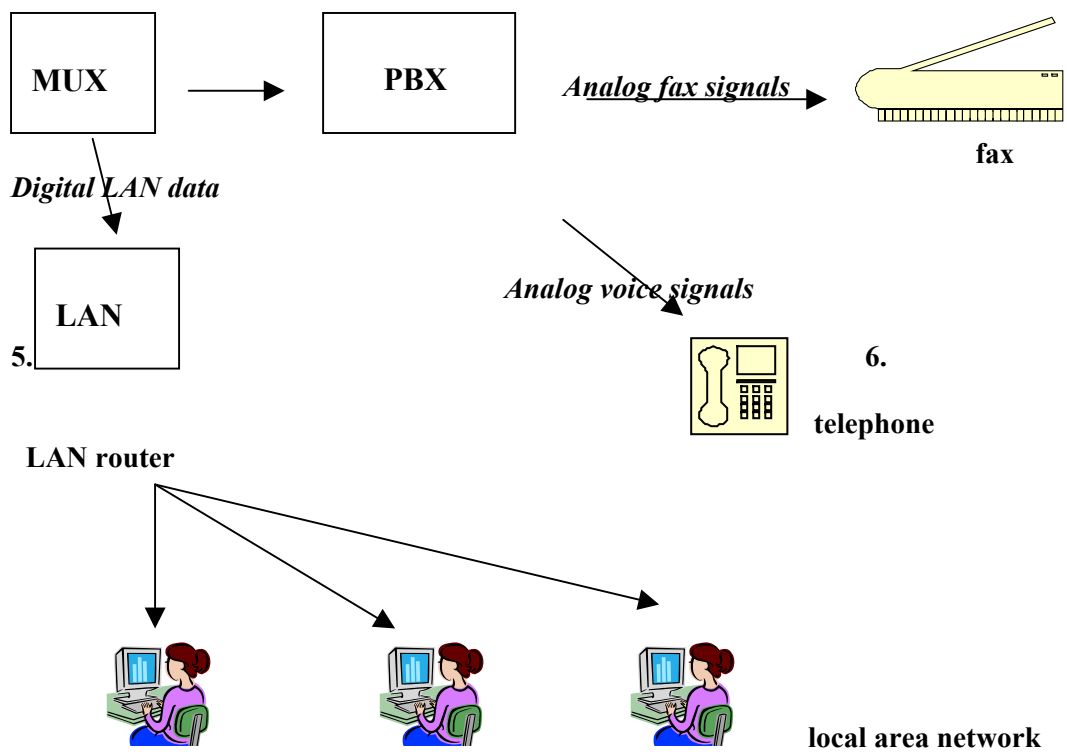 MUX
PBX
Analog fax signals
fax
Digital LAN data
Analog voice signals
LAN
5.
6.
telephone
LAN router
local area network